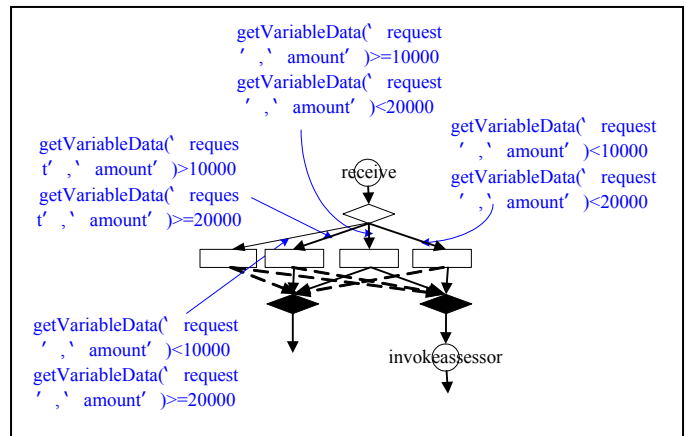 getVariableData(‵ request
′ ,‵ amount′ )>=10000
getVariableData(‵ request
′ ,‵ amount′ )<20000
getVariableData(‵ request
′ ,‵ amount′ )<10000
getVariableData(‵ request
′ ,‵ amount′ )<20000
getVariableData(‵ reques
t′ ,‵ amount′ )>10000
getVariableData(‵ reques
t′ ,‵ amount′ )>=20000
receive
getVariableData(‵ request
′ ,‵ amount′ )<10000
getVariableData(‵ request
′ ,‵ amount′ )>=20000
invokeassessor